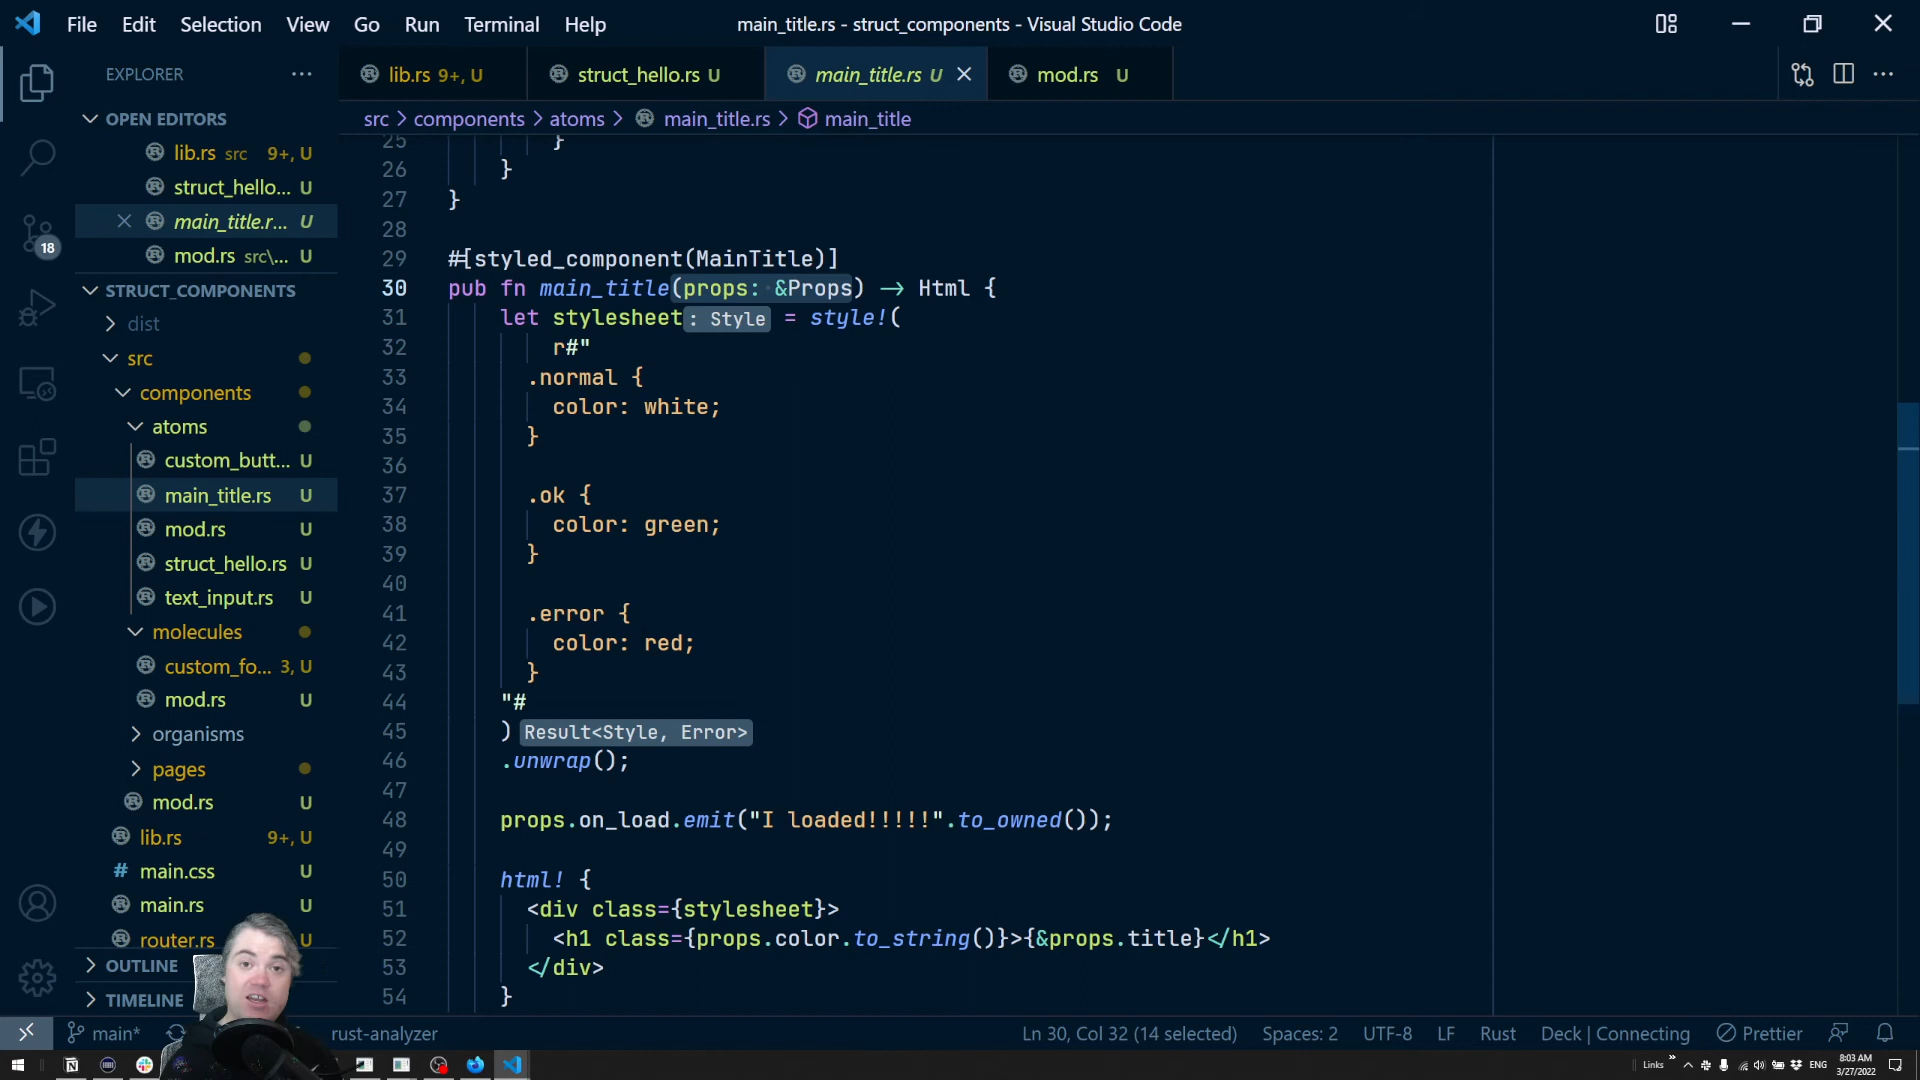 File Edit Selection View Go Run Terminal Help
main_title.rs - struct_components - Visual Studio Code
EXPLORER
lib.rs 9+, U
struct_hello.rs U
main_title.rs U
mod.rs U
OPEN EDITORS
lib.rs src 9+, U
struct_hello... U
main_title.r... U
mod.rs src\... U
STRUCT_COMPONENTS
dist
src
components
atoms
custom_butt... U
main_title.rs U
mod.rs U
struct_hello.rs U
text_input.rs U
molecules
custom_fo... 3, U
mod.rs U
organisms
pages
mod.rs U
lib.rs 9+, U
# main.css U
main.rs U
router.rs U
OUTLINE
TIMELINE
18
src > components > atoms > main_title.rs > main_title
25 }
26 }
27 }
28
29 #[styled_component(MainTitle)]
30 pub fn main_title(props: &Props) -> Html {
31 let stylesheet: Style = style!(
32 r#"
33 .normal {
34 color: white;
35 }
36
37 .ok {
38 color: green;
39 }
40
41 .error {
42 color: red;
43 }
44 "#
45 ) Result<Style, Error>
46 .unwrap();
47
48 props.on_load.emit("I loaded!!!!!".to_owned());
49
50 html! {
51 <div class={stylesheet}>
52 <h1 class={props.color.to_string()}>{&props.title}</h1>
53 </div>
54 }
main*
rust-analyzer
Ln 30, Col 32 (14 selected) Spaces: 2 UTF-8 LF Rust Deck | Connecting Prettier
Links
ENG
8:03 AM
3/27/2022